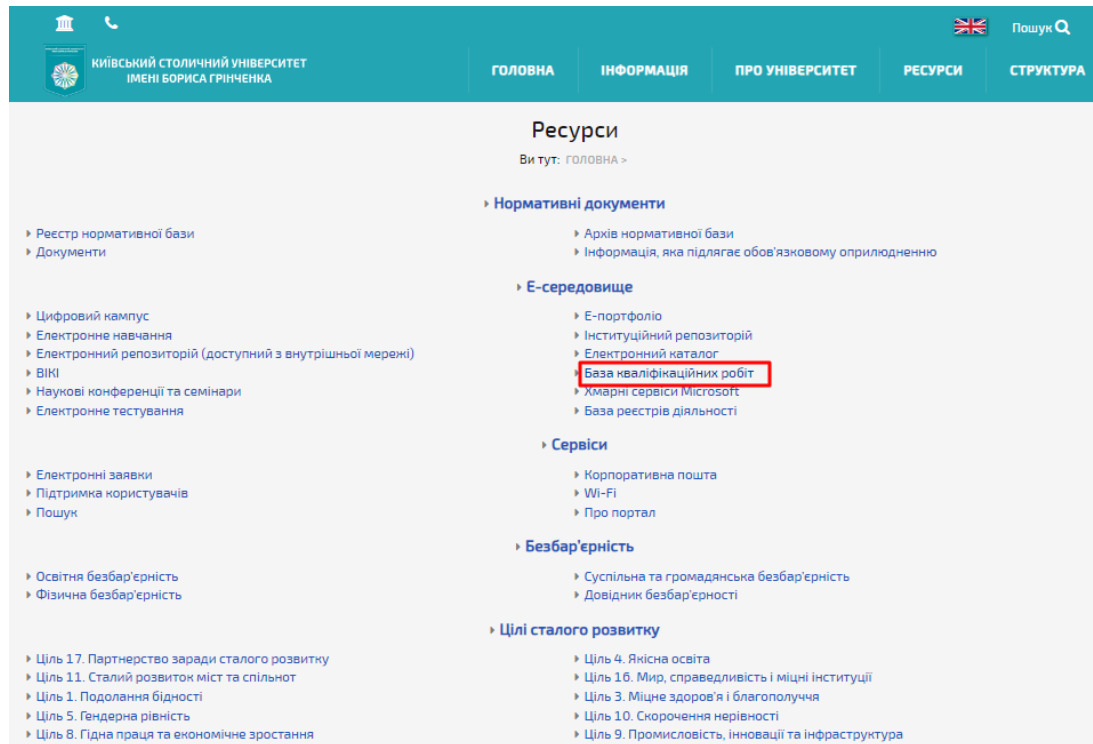 Пошук
КИЇВСЬКИЙ СТОЛИЧНИЙ УНІВЕРСИТЕТ
ІМЕНІ БОРИСА ГРІНЧЕНКА
ГОЛОВНА
ІНФОРМАЦІЯ
ПРО УНІВЕРСИТЕТ
РЕСУРСИ
СТРУКТУРА
Ресурси
Ви тут: ГОЛОВНА >
Нормативні документи
Реєстр нормативної бази
Архів нормативної бази
Документи
Інформація, яка підлягає обов'язковому оприлюдненню
Е-середовище
Цифровий кампус
Е-портфоліо
Електронне навчання
Інституційний репозиторій
Електронний репозиторій (доступний з внутрішньої мережі)
Електронний каталог
ВІКІ
База кваліфікаційних робіт
Наукові конференції та семінари
Хмарні сервіси Microsoft
Електронне тестування
База реєстрів діяльності
Сервіси
Електронні заявки
Корпоративна пошта
Підтримка користувачів
Wi-Fi
Пошук
Про портал
Безбар'єрність
Освітня безбар'єрність
Суспільна та громадянська безбар'єрність
Фізична безбар'єрність
Довідник безбар'єрності
Цілі сталого розвитку
Ціль 17. Партнерство заради сталого розвитку
Ціль 4. Якісна освіта
Ціль 11. Сталий розвиток міст та спільнот
Ціль 16. Мир, справедливість і міцні інституції
Ціль 1. Подолання бідності
Ціль 3. Міцне здоров'я і благополуччя
Ціль 5. Гендерна рівність
Ціль 10. Скорочення нерівності
Ціль 8. Гідна праця та економічне зростання
Ціль 9. Промисловість, інновації та інфраструктура